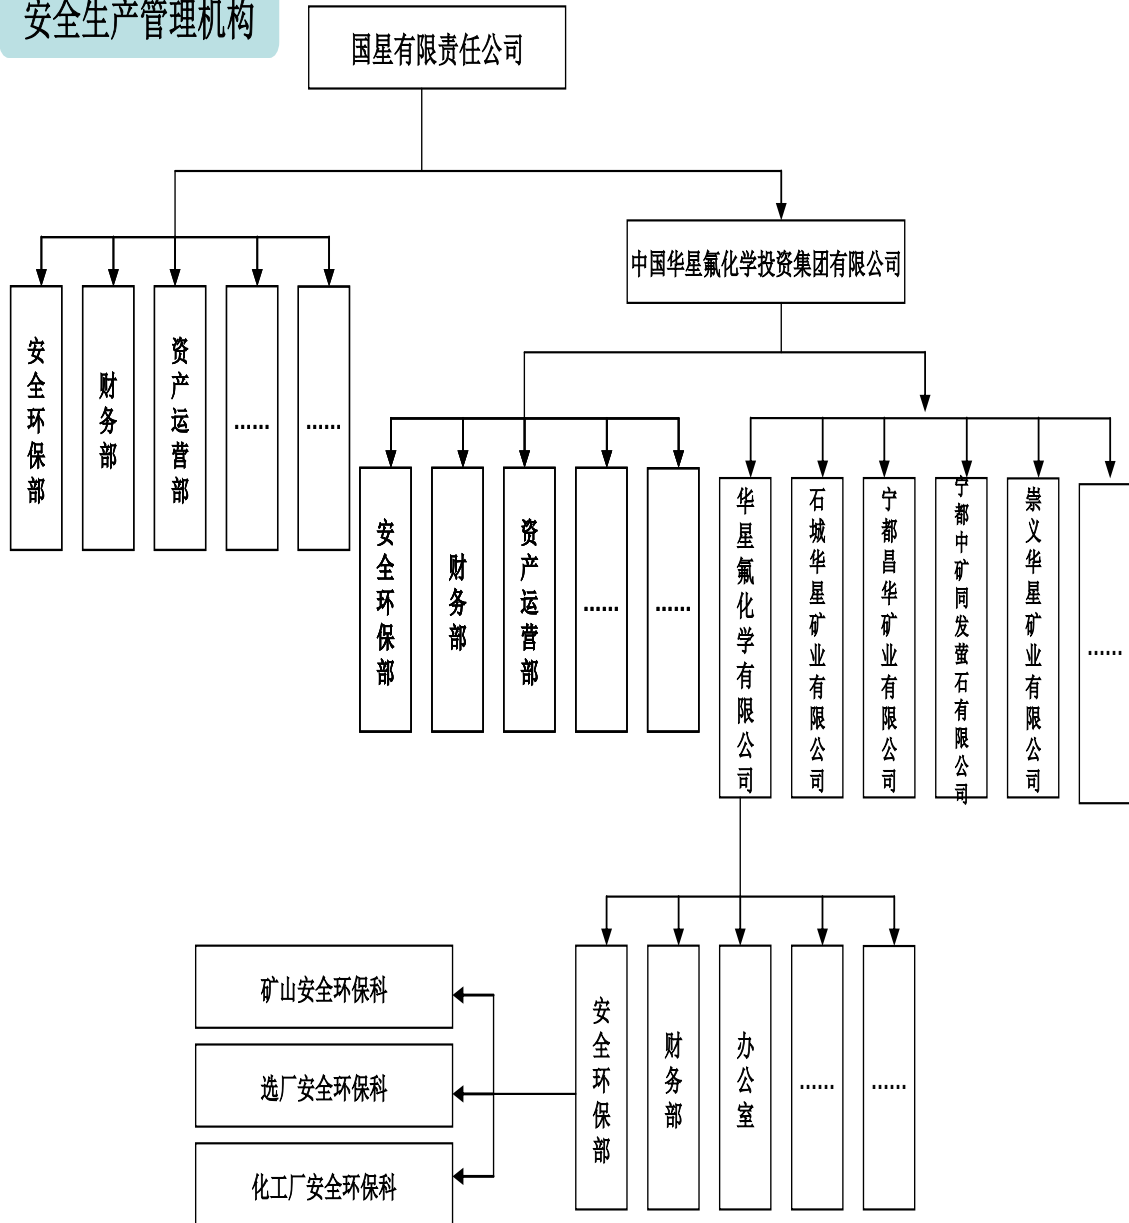 安全生产管理机构
国星有限责任公司
中国华星氟化学投资集团有限公司
安全环保部
财务部
资产运营部
……
……
安全环保部
财务部
资产运营部
……
……
华星氟化学有限公司
石城华星矿业有限公司
宁都昌华矿业有限公司
宁都中矿同发萤石有限公司
崇义华星矿业有限公司
……
安全环保部
财务部
办公室
……
……
矿山安全环保科
选厂安全环保科
化工厂安全环保科